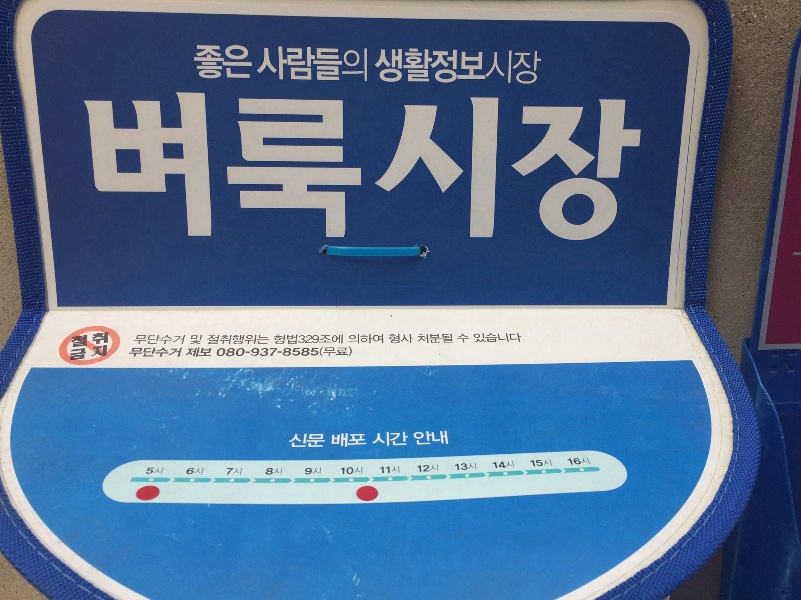 좋은 사람들의 생활정보시장
벼룩시장
절취
금지
무단수거 및 절취행위는 형법329조에 의하여 형사 처분될 수 있습니다
무단수거 제보 080-937-8585(무료)
신문 배포 시간 안내
5시 6시 7시 8시 9시 10시 11시 12시 13시 14시 15시 16시